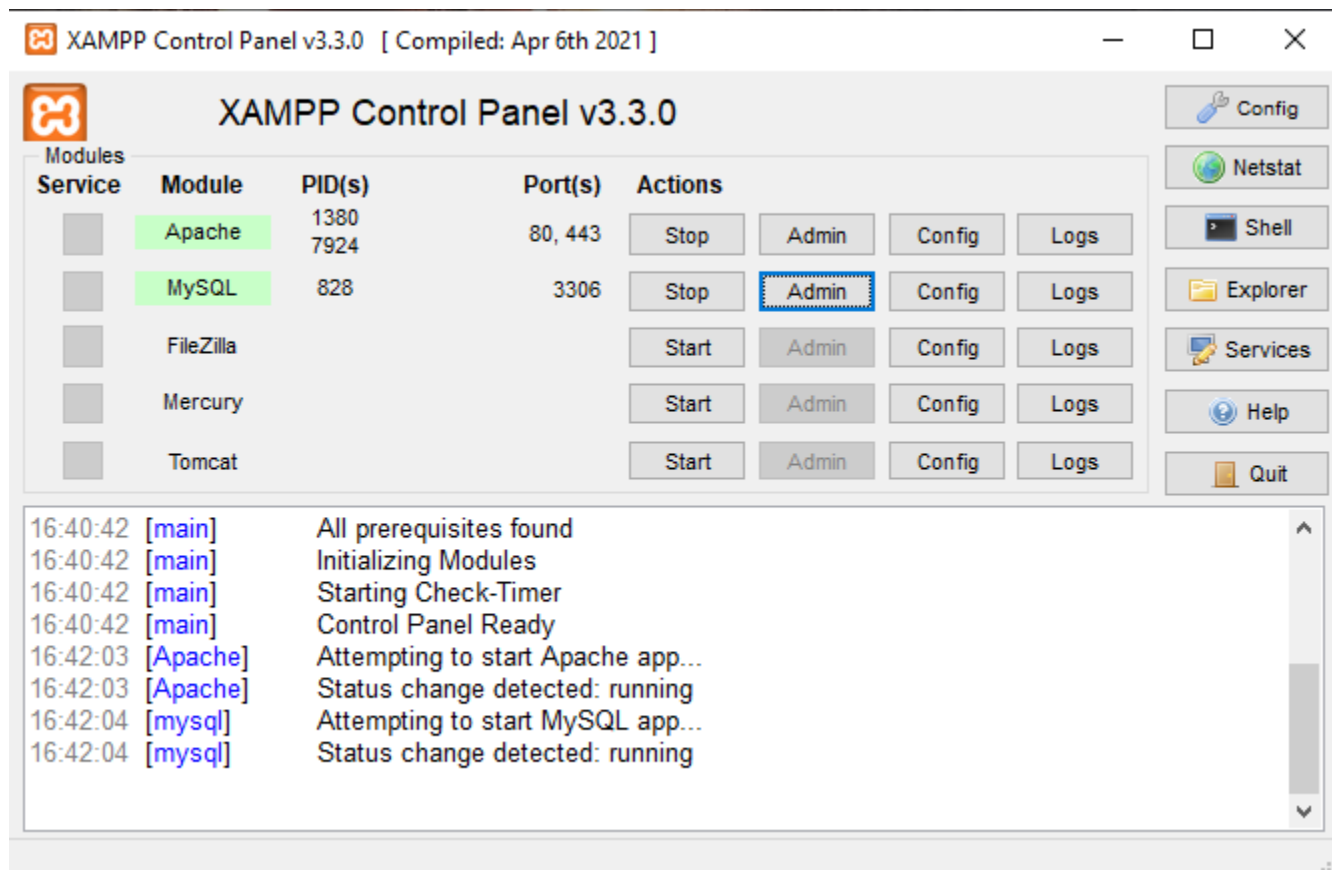 XAMPP Control Panel v3.3.0 [ Compiled: Apr 6th 2021 ]
XAMPP Control Panel v3.3.0
Config
Modules
Service Module PID(s) Port(s) Actions
Netstat
Apache 1380 7924 80, 443 Stop Admin Config Logs
Shell
MySQL 828 3306 Stop Admin Config Logs
Explorer
FileZilla Start Admin Config Logs
Services
Mercury Start Admin Config Logs
Help
Tomcat Start Admin Config Logs
Quit
16:40:42 [main] All prerequisites found
16:40:42 [main] Initializing Modules
16:40:42 [main] Starting Check-Timer
16:40:42 [main] Control Panel Ready
16:42:03 [Apache] Attempting to start Apache app...
16:42:03 [Apache] Status change detected: running
16:42:04 [mysql] Attempting to start MySQL app...
16:42:04 [mysql] Status change detected: running